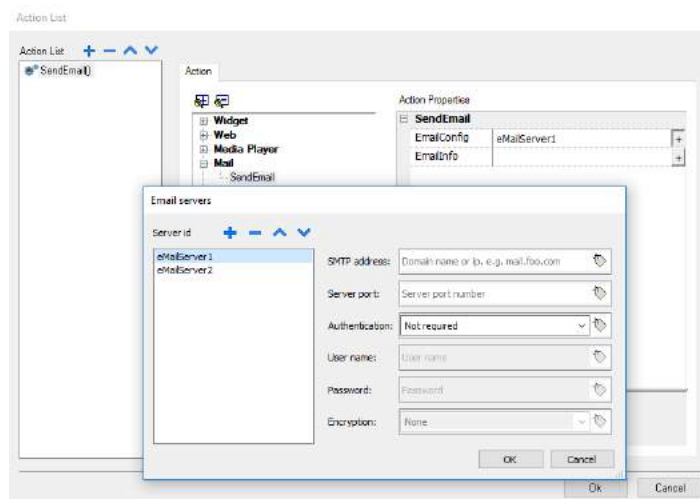 Action List
Action List
SendEmail()
Action
Widget
Web
Media Player
Mail
SendEmail
Action Properties
SendEmail
EmailConfig eMailServer1 +
EmailInfo +
Email servers
Server id
eMailServer1
eMailServer2
SMTP address: Domain name or ip, e.g. mail.foo.com
Server port: Server port number
Authentication: Not required
User name: User name
Password: Password
Encryption: None
OK Cancel
Ok Cancel